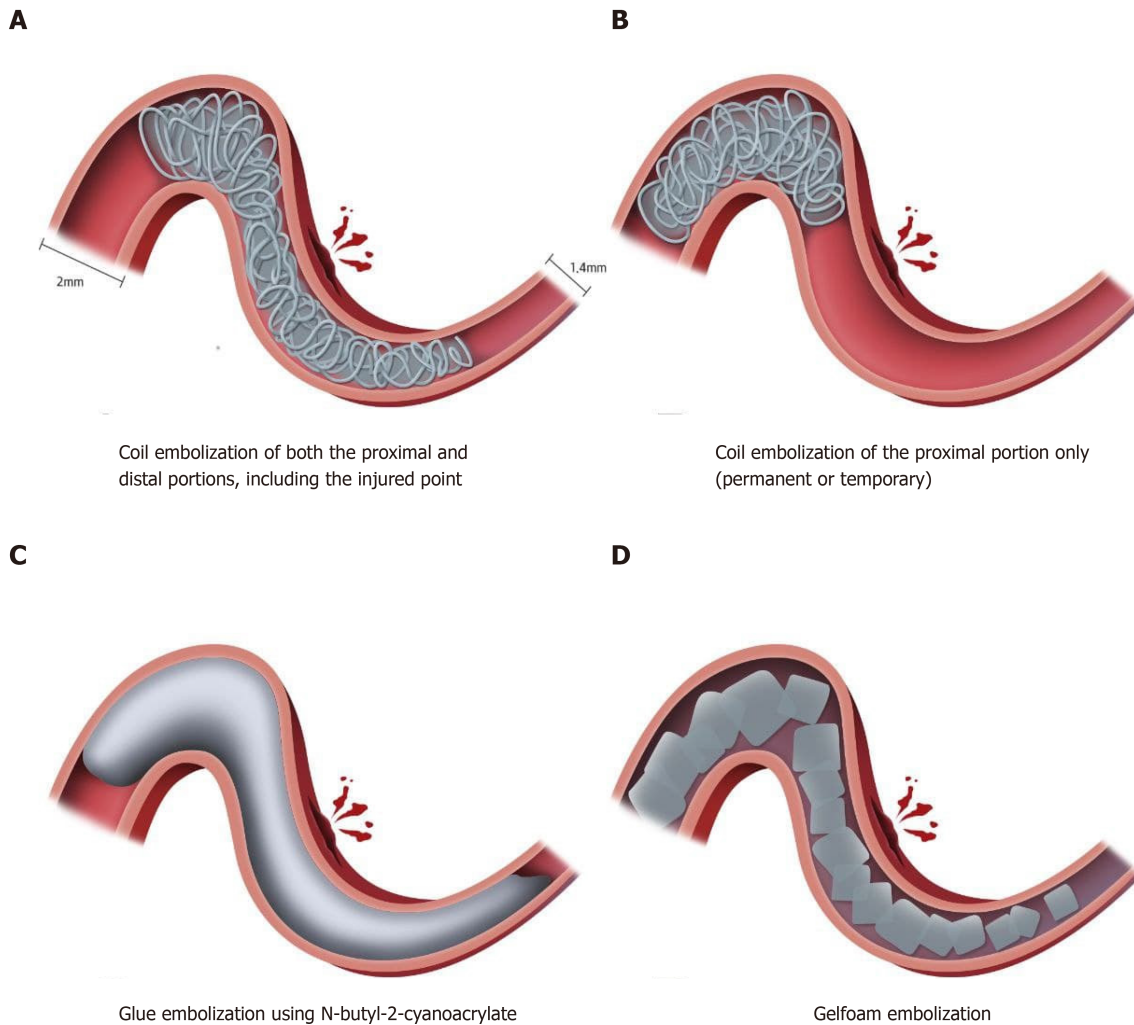 A
B
2mm
1.4mm
Coil embolization of both the proximal and
distal portions, including the injured point
Coil embolization of the proximal portion only
(permanent or temporary)
C
D
Glue embolization using N-butyl-2-cyanoacrylate
Gelfoam embolization